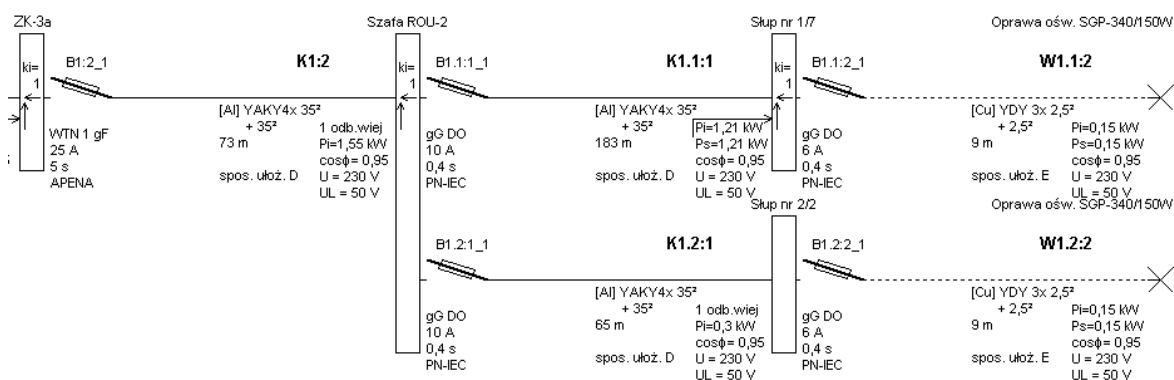 ZK-3a
Szafa ROU-2
Słup nr 1/7
Oprawa ośw. SGP-340/150W
ki=
1
B1:2_1
K1:2
ki=
1
B1.1:1_1
K1.1:1
ki=
1
B1.1:2_1
W1.1:2
WTN 1 gF
25 A
5 s
APENA
[Al] YAKY4x 35²
+ 35²
73 m
spos. ułoż. D
1 odb.wiej
Pi=1,55 kW
cosϕ= 0,95
U = 230 V
UL = 50 V
gG DO
10 A
0,4 s
PN-IEC
[Al] YAKY4x 35²
+ 35²
183 m
spos. ułoż. D
Pi=1,21 kW
Ps=1,21 kW
cosϕ= 0,95
U = 230 V
UL = 50 V
gG DO
6 A
0,4 s
PN-IEC
[Cu] YDY 3x 2,5²
+ 2,5²
9 m
spos. ułoż. E
Pi=0,15 kW
Ps=0,15 kW
cosϕ= 0,95
U = 230 V
UL = 50 V
Słup nr 2/2
Oprawa ośw. SGP-340/150W
B1.2:1_1
K1.2:1
B1.2:2_1
W1.2:2
gG DO
10 A
0,4 s
PN-IEC
[Al] YAKY4x 35²
+ 35²
65 m
spos. ułoż. D
1 odb.wiej
Pi=0,3 kW
cosϕ= 0,95
U = 230 V
UL = 50 V
gG DO
6 A
0,4 s
PN-IEC
[Cu] YDY 3x 2,5²
+ 2,5²
9 m
spos. ułoż. E
Pi=0,15 kW
Ps=0,15 kW
cosϕ= 0,95
U = 230 V
UL = 50 V